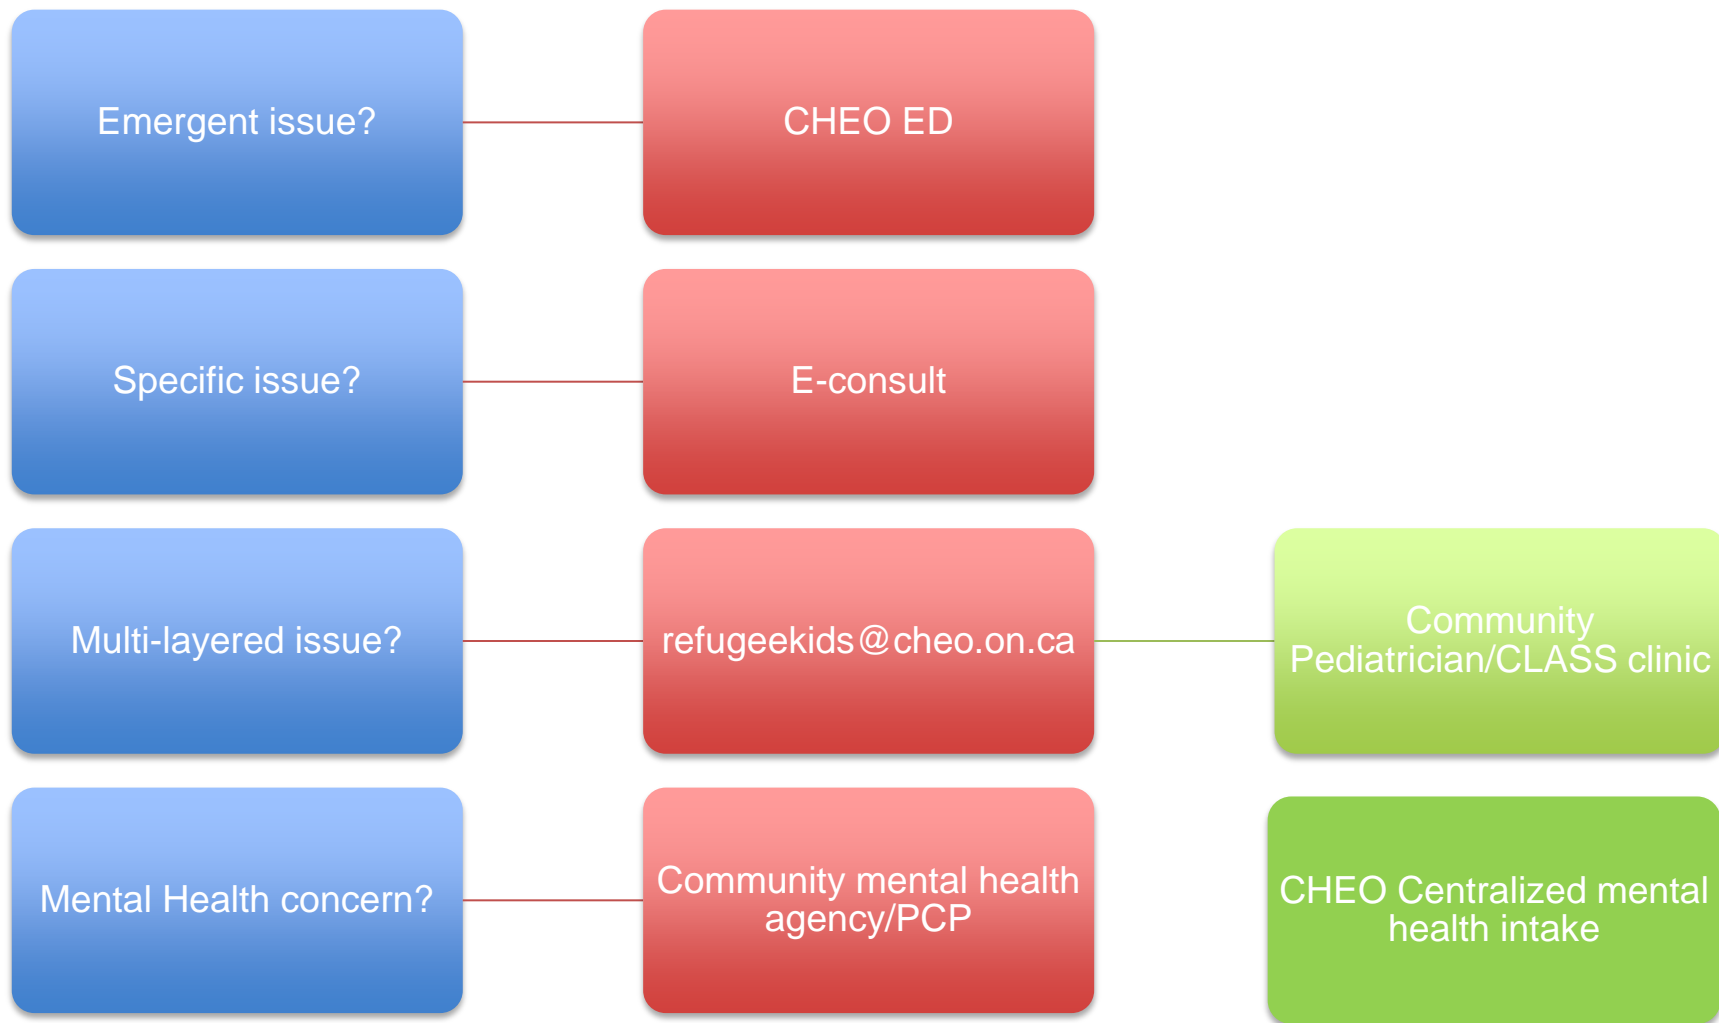 Emergent issue?
CHEO ED
Specific issue?
E-consult
Multi-layered issue?
refugeekids@cheo.on.ca
Community
Pediatrician/CLASS clinic
Mental Health concern?
Community mental health
agency/PCP
CHEO Centralized mental
health intake